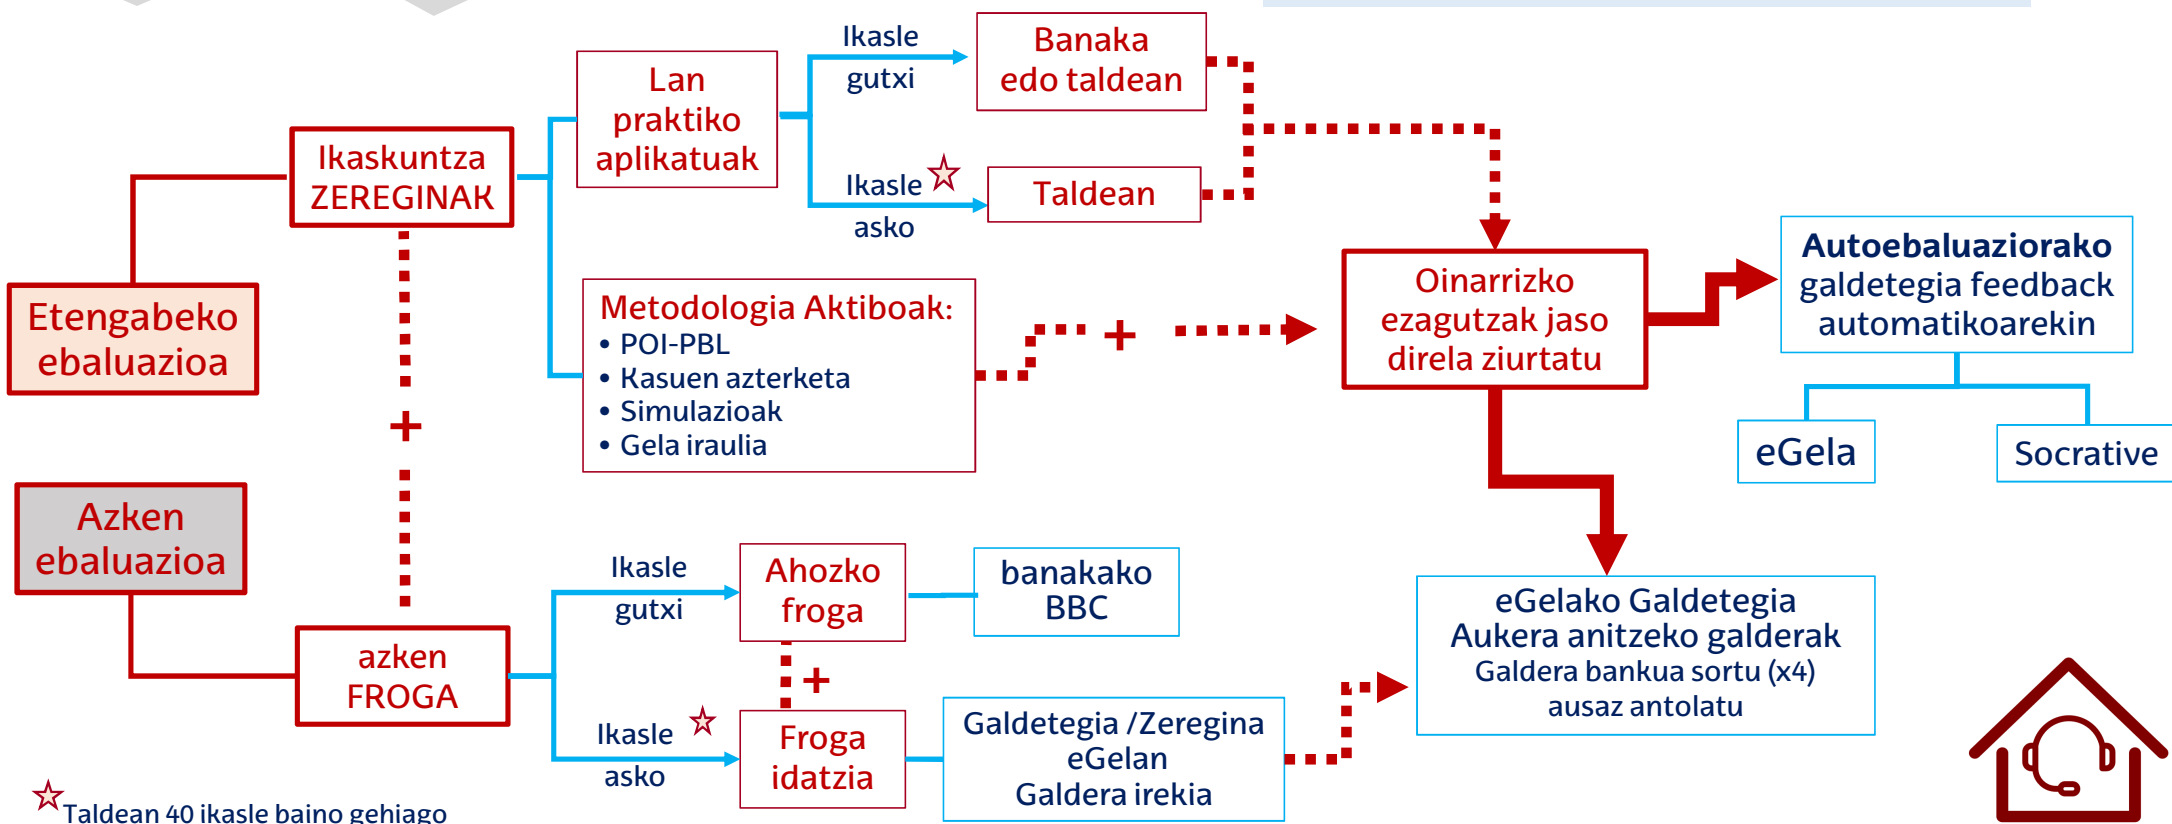 Etengabeko
ebaluazioa
Azken
ebaluazioa
Ikaskuntza
ZEREGINAK
+
azken
FROGA
Lan
praktiko
aplikatuak
Ikasle
gutxi
Banaka
edo taldean
Ikasle
asko
Taldean
Metodologia Aktiboak:
• POI-PBL
• Kasuen azterketa
• Simulazioak
• Gela iraulia
+
Oinarrizko
ezagutzak jaso
direla ziurtatu
Autoebaluaziorako
galdetegia feedback
automatikoarekin
eGela
Socrative
Ikasle
gutxi
Ahozko
froga
banakako
BBC
+
Ikasle
asko
Froga
idatzia
Galdetegia /Zeregina
eGelan
Galdera irekia
eGelako Galdetegia
Aukera anitzeko galderak
Galdera bankua sortu (x4)
ausaz antolatu
Taldean 40 ikasle baino gehiago